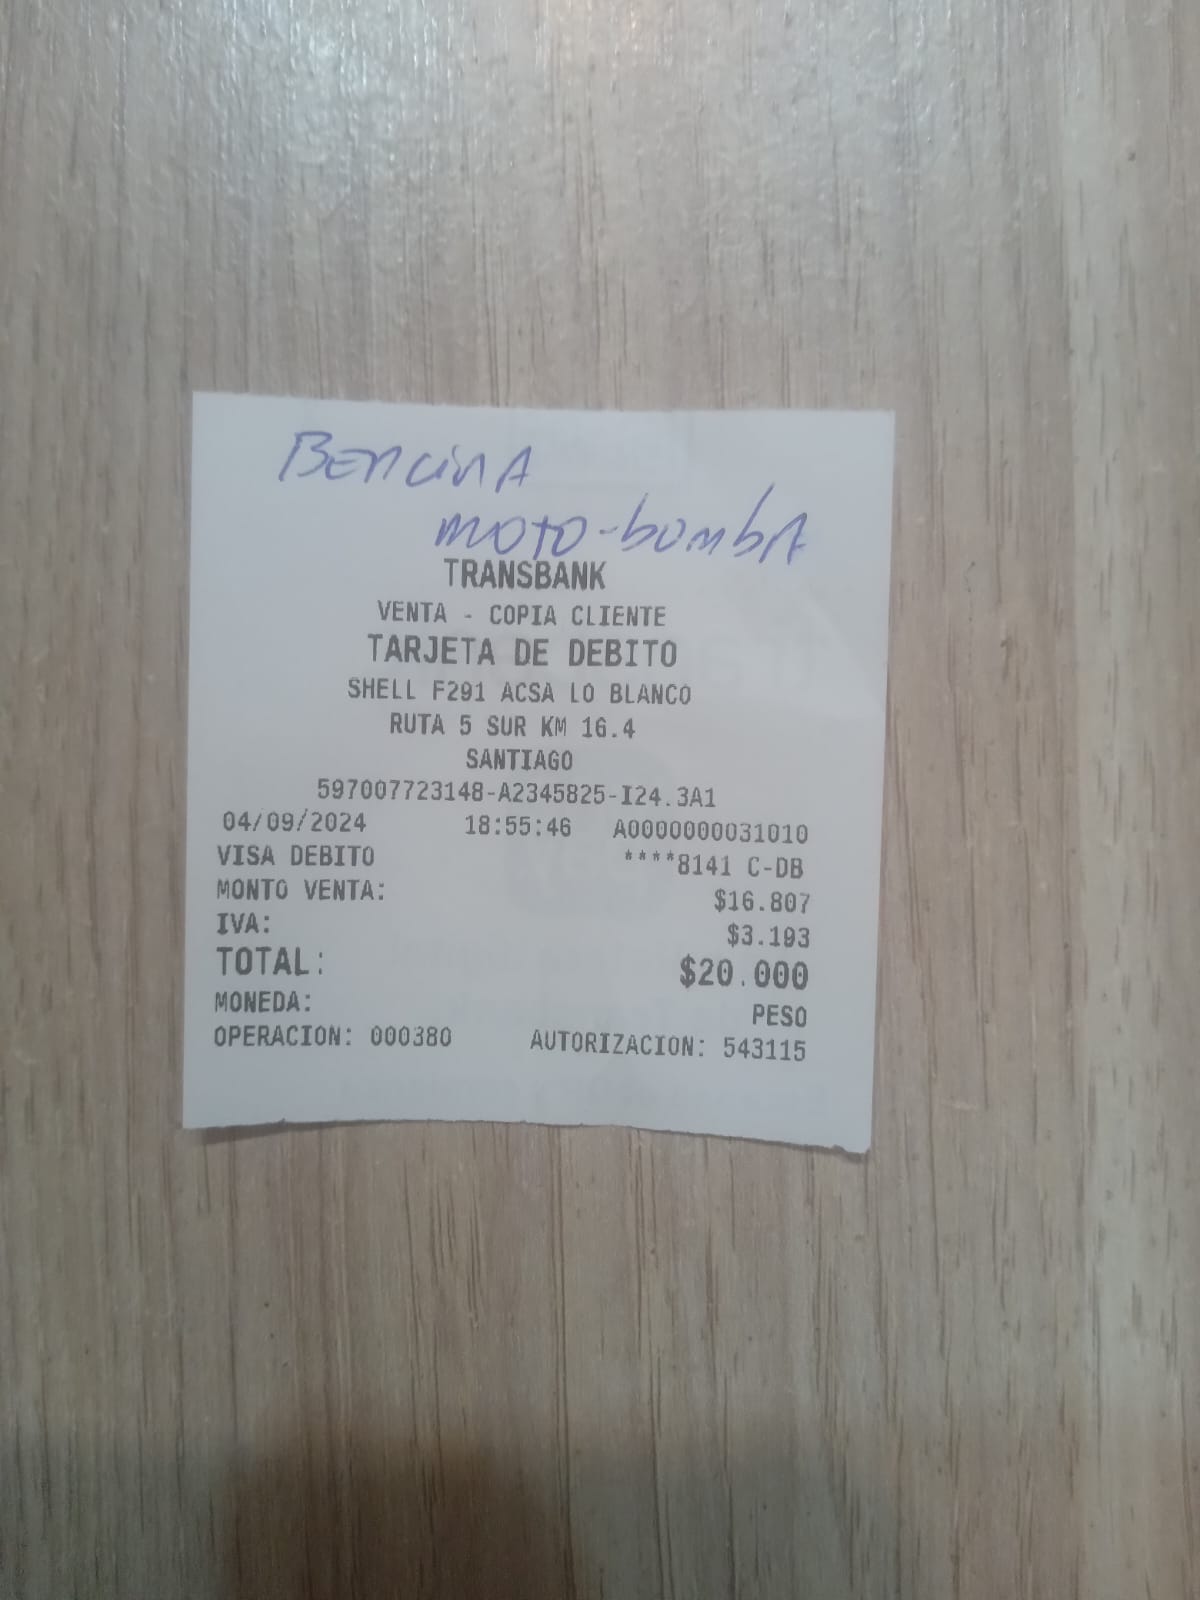 Bencina
moto-bomba
TRANSBANK
VENTA - COPIA CLIENTE
TARJETA DE DEBITO
SHELL F291 ACSA LO BLANCO
RUTA 5 SUR KM 16.4
SANTIAGO
597007723148-A2345825-I24.3A1
04/09/2024 18:55:46 A0000000031010
VISA DEBITO ****8141 C-DB
MONTO VENTA: $16.807
IVA: $3.193
TOTAL: $20.000
MONEDA: PESO
OPERACION: 000380 AUTORIZACION: 543115